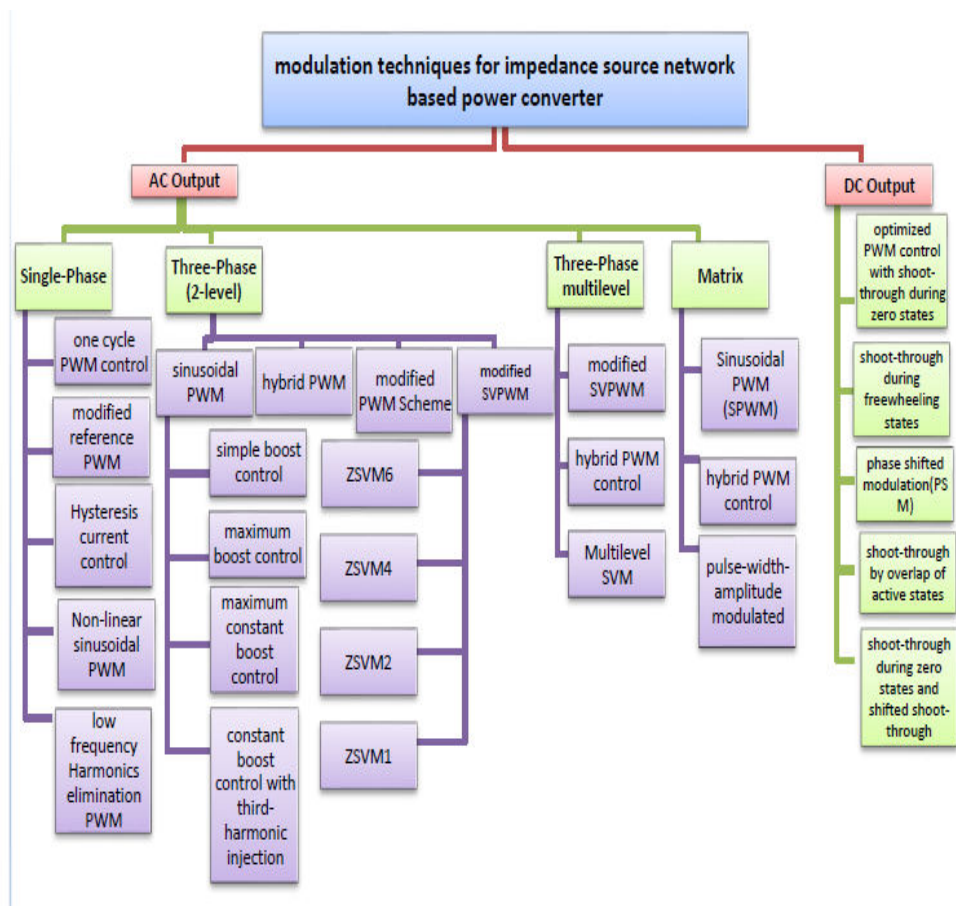 modulation techniques for impedance source network
based power converter
AC Output
DC Output
Single-Phase
one cycle
PWM control
modified
reference
PWM
Hysteresis
current
control
Non-linear
sinusoidal
PWM
low
frequency
Harmonics
elimination
PWM
Three-Phase
(2-level)
sinusoidal
PWM
simple boost
control
maximum
boost control
maximum
constant
boost
control
constant
boost
control with
third-
harmonic
injection
hybrid PWM
modified
PWM Scheme
modified
SVPWM
ZSVM6
ZSVM4
ZSVM2
ZSVM1
Three-Phase
multilevel
modified
SVPWM
hybrid PWM
control
Multilevel
SVM
Matrix
Sinusoidal
PWM
(SPWM)
hybrid PWM
control
pulse-width-
amplitude
modulated
optimized
PWM control
with shoot-
through during
zero states
shoot-through
during
freewheeling
states
phase shifted
modulation(PS
M)
shoot-through
by overlap of
active states
shoot-through
during zero
states and
shifted shoot-
through